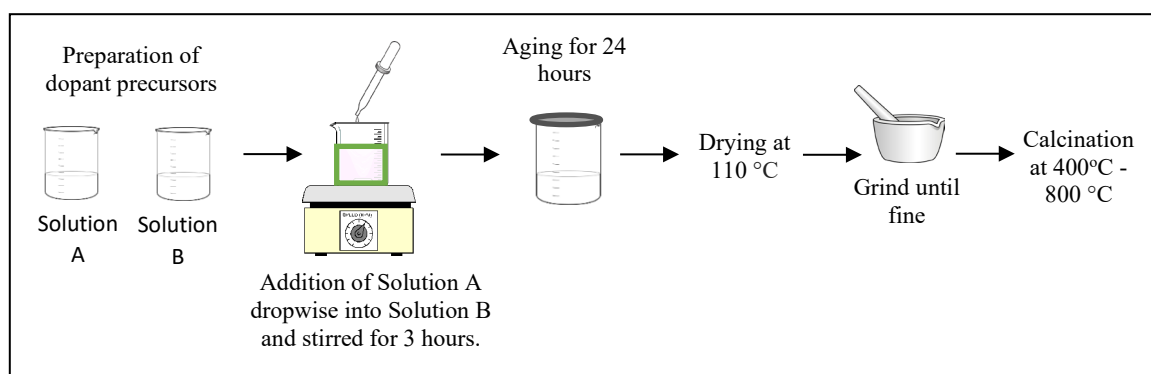 Preparation of
dopant precursors
Solution
A
Solution
B
Addition of Solution A
dropwise into Solution B
and stirred for 3 hours.
Aging for 24
hours
Drying at
110 °C
Grind until
fine
Calcination
at 400°C -
800 °C